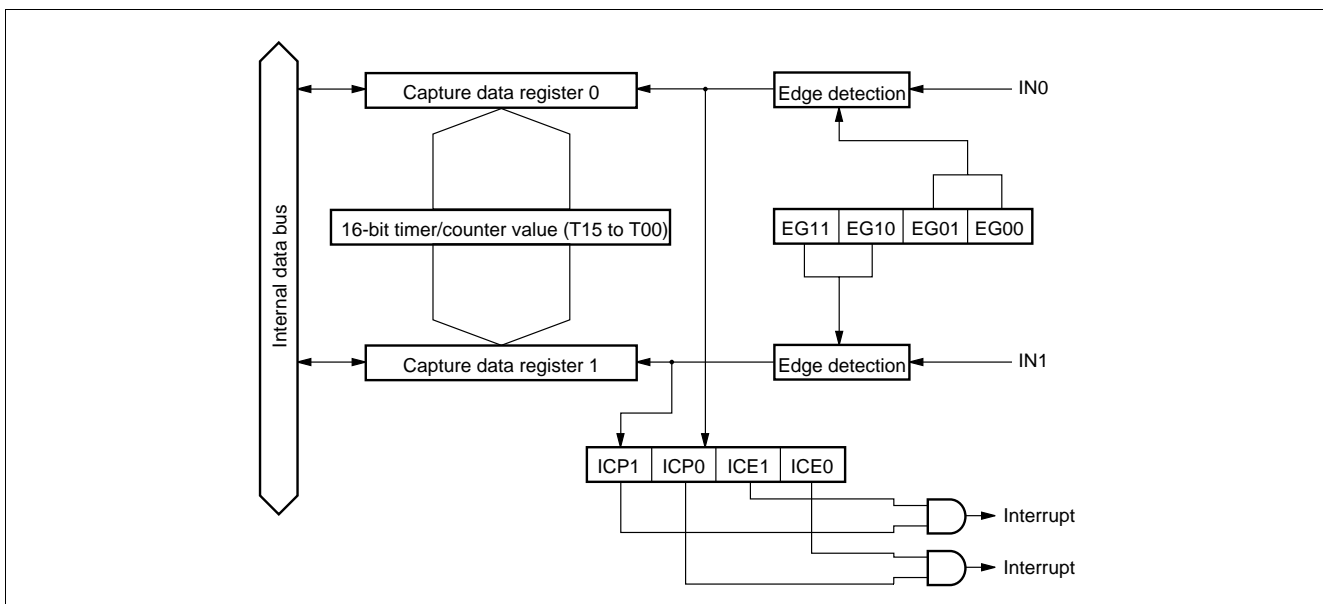 Capture data register 0
Edge detection
IN0
Internal data bus
16-bit timer/counter value (T15 to T00)
EG11 EG10 EG01 EG00
Capture data register 1
Edge detection
IN1
ICP1 ICP0 ICE1 ICE0
Interrupt
Interrupt